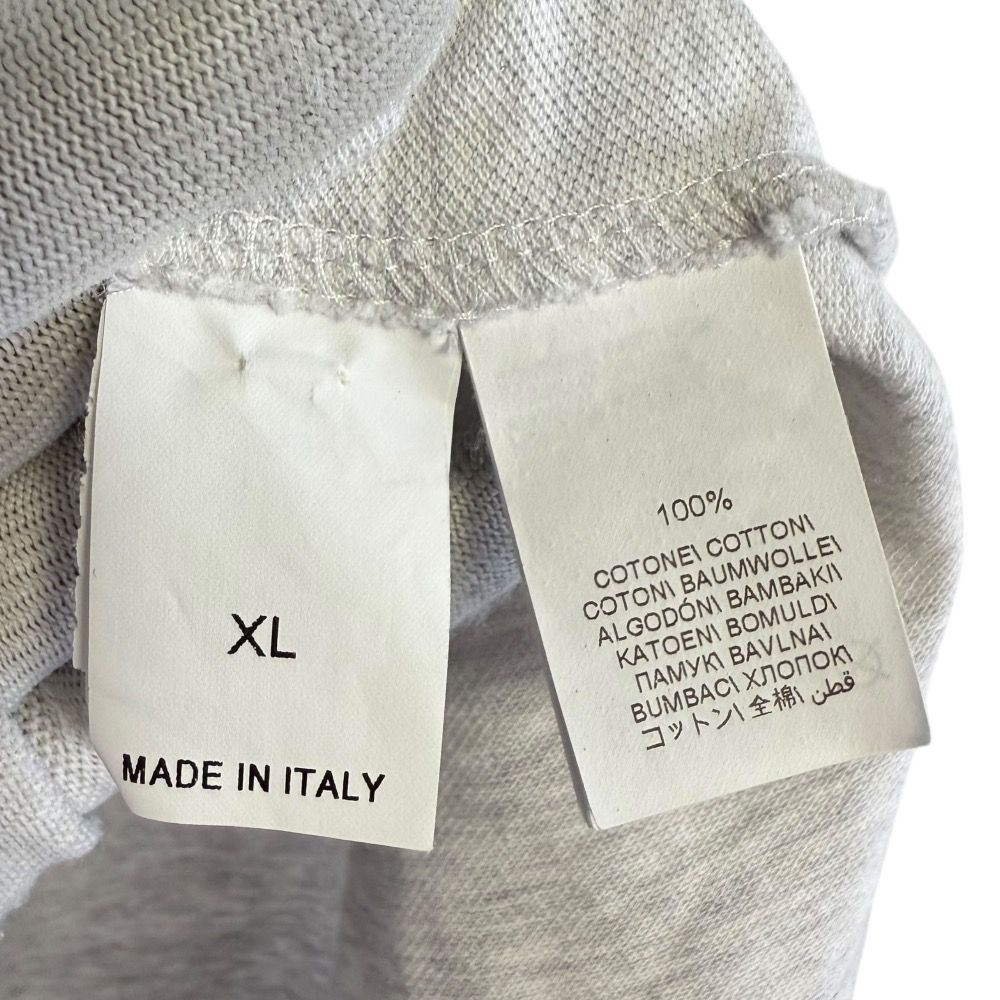 XL
MADE IN ITALY
100%
COTONE\ COTTON\
COTON\ BAUMWOLLE\
ALGODÓN\ BAMBAKI\
KATOEN\ BOMULD\
ПАМУК\ BAVLNA\
BUMBAC\ ХЛОПОК\
コットン\ 全棉\ قطن